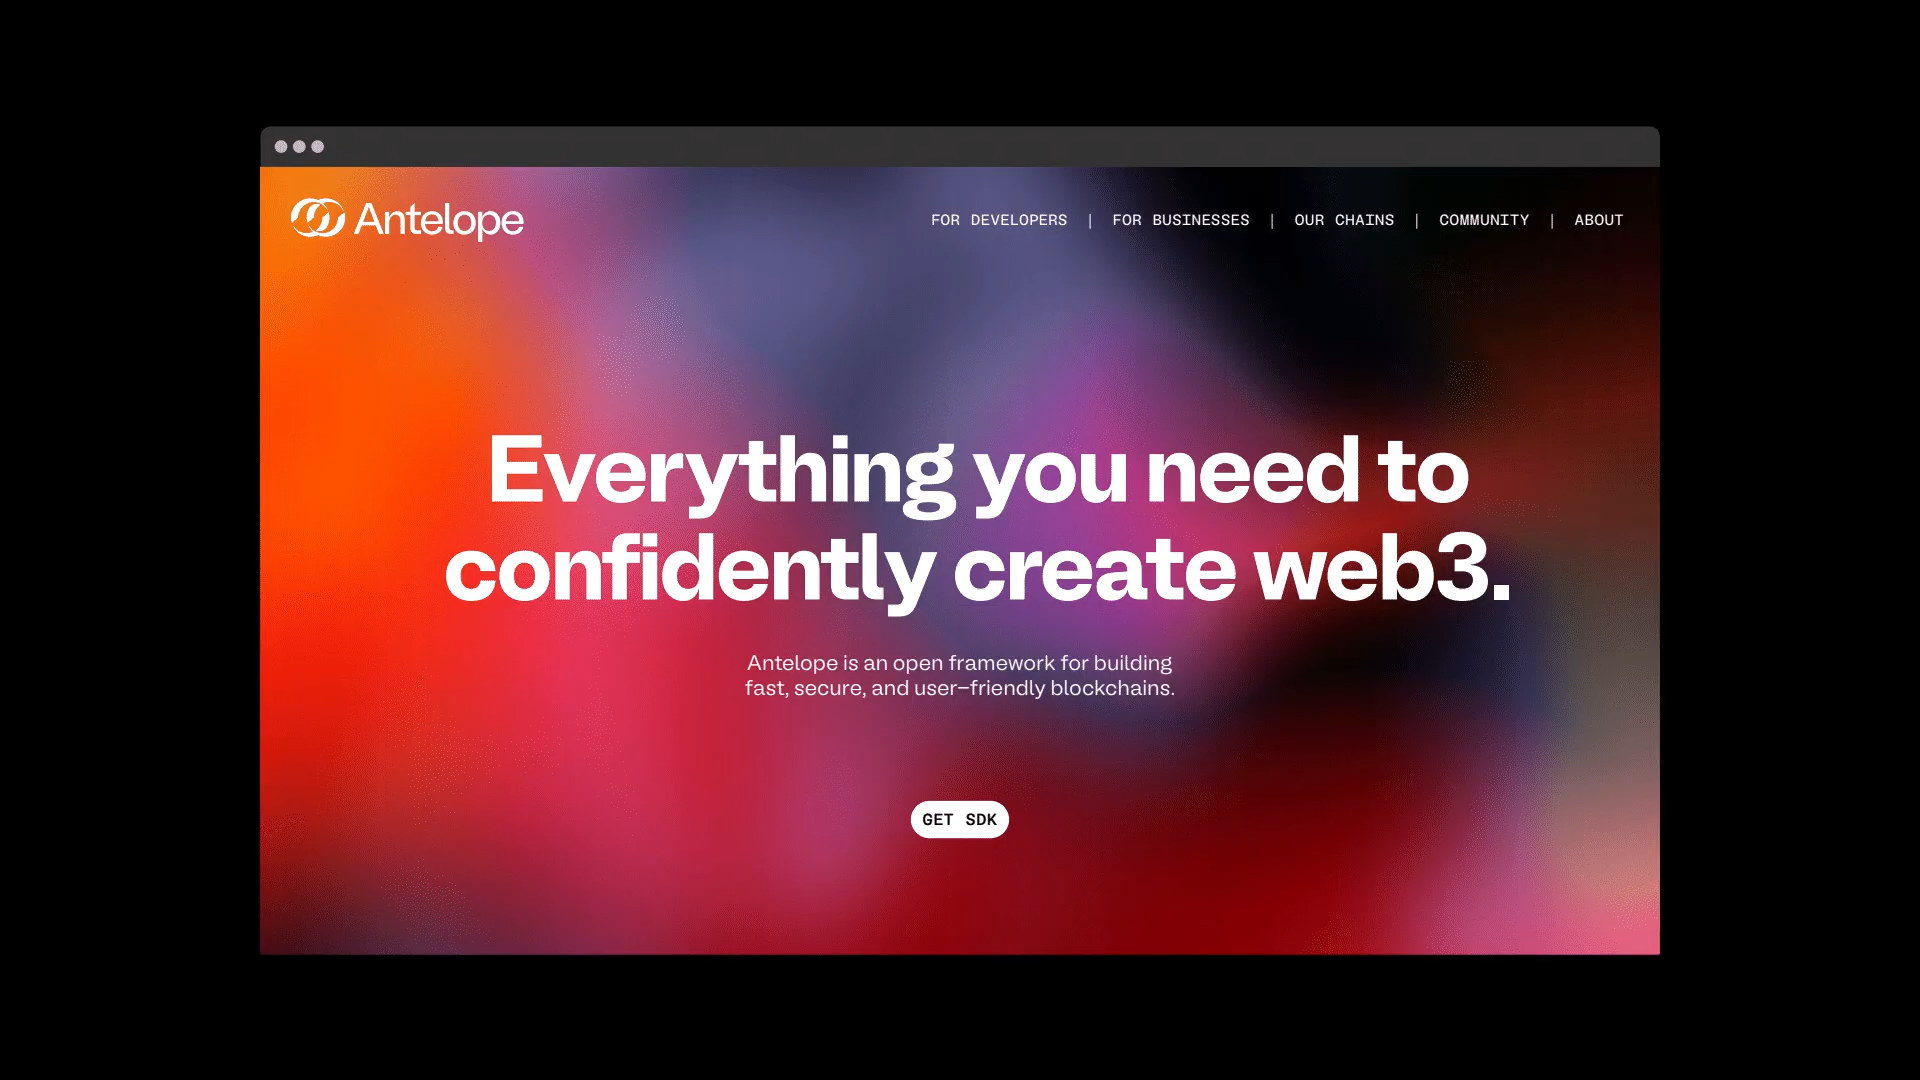 Antelope
FOR DEVELOPERS | FOR BUSINESSES | OUR CHAINS | COMMUNITY | ABOUT
Everything you need to
confidently create web3.
Antelope is an open framework for building
fast, secure, and user–friendly blockchains.
GET SDK